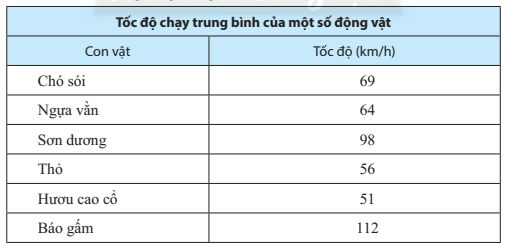 Tốc độ chạy trung bình của một số động vật
Con vật Tốc độ (km/h)
Chó sói 69
Ngựa vằn 64
Sơn dương 98
Thỏ 56
Hươu cao cổ 51
Báo gấm 112